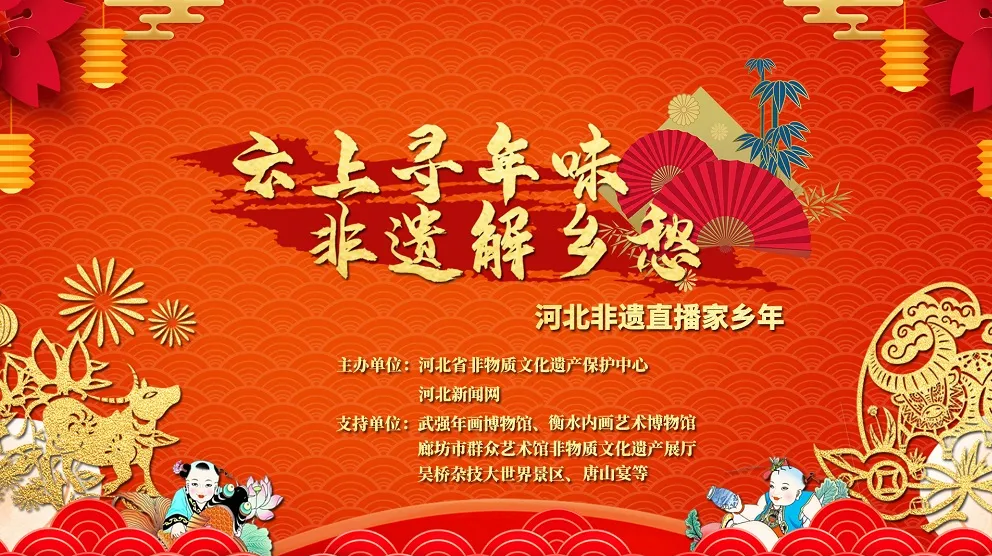 云上寻年味
非遗解乡愁
河北非遗直播家乡年
主办单位：河北省非物质文化遗产保护中心
河北新闻网
支持单位：武强年画博物馆、衡水内画艺术博物馆
廊坊市群众艺术馆非物质文化遗产展厅
吴桥杂技大世界景区、唐山宴等